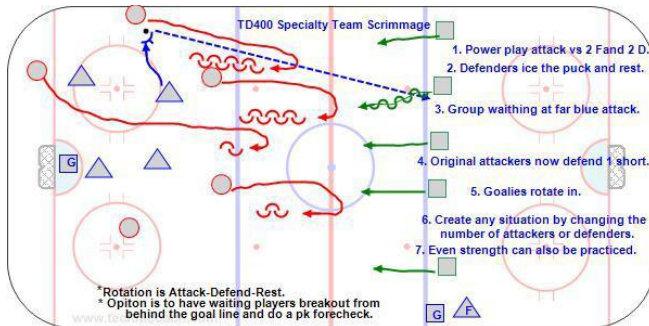 TD400 Specialty Team Scrimmage
1. Power play attack vs 2 Fand 2 D.
2. Defenders ice the puck and rest.
3. Group waithing at far blue attack.
G
4. Original attackers now defend 1 short.
5. Goalies rotate in.
6. Create any situation by changing the
number of attackers or defenders.
7. Even strength can also be practiced.
*Rotation is Attack-Defend-Rest.
* Opiton is to have waiting players breakout from
behind the goal line and do a pk forecheck.
G
F